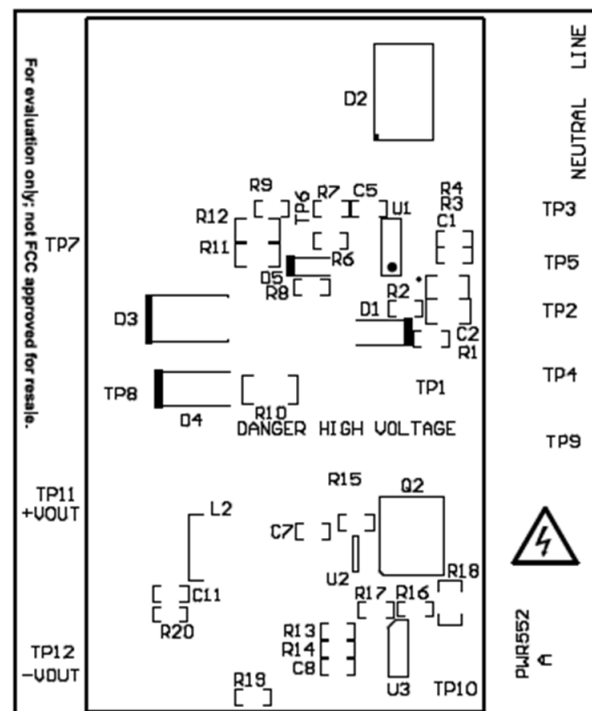 For evaluation only; not FCC approved for resale.
LINE
NEUTRAL
D2
R9
TP6
R7
C5
R4
R3
C1
U1
R12
R11
TP7
TP3
R6
D5
R8
TP5
R2
D1
D3
TP2
C2
R1
TP8
D4
R10
TP1
TP4
DANGER HIGH VOLTAGE
TP9
R15
Q2
TP11
+VOUT
L2
C7
U2
R18
R17
R16
C11
R20
R13
R14
C8
U3
TP10
TP12
-VOUT
R19
PWR552
A